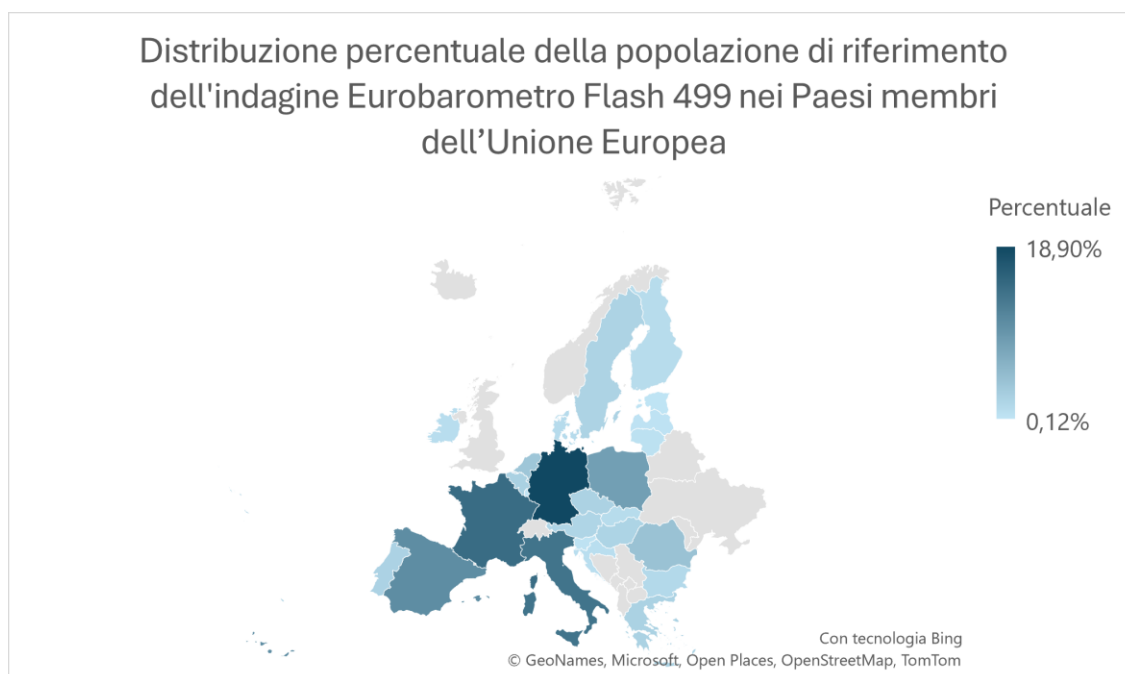 Distribuzione percentuale della popolazione di riferimento
dell'indagine Eurobarometro Flash 499 nei Paesi membri
dell’Unione Europea
Percentuale
18,90%
0,12%
Con tecnologia Bing
© GeoNames, Microsoft, Open Places, OpenStreetMap, TomTom